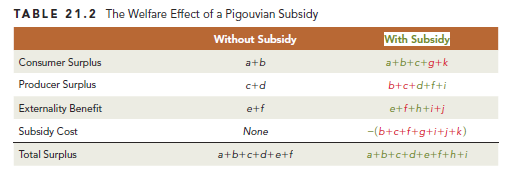 TABLE 21.2 The Welfare Effect of a Pigouvian Subsidy
Without Subsidy With Subsidy
Consumer Surplus a+b a+b+c+g+k
Producer Surplus c+d b+c+d+f+i
Externality Benefit e+f e+f+h+i+j
Subsidy Cost None −(b+c+f+g+i+j+k)
Total Surplus a+b+c+d+e+f a+b+c+d+e+f+h+i